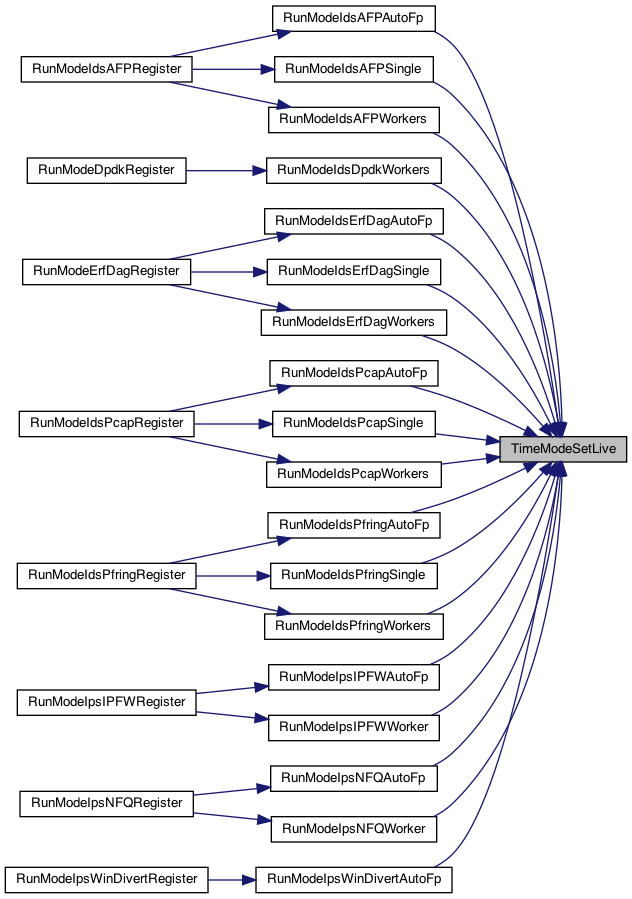 RunModeIdsAFPAutoFp
RunModeIdsAFPRegister
RunModeIdsAFPSingle
RunModeIdsAFPWorkers
RunModeDpdkRegister
RunModeIdsDpdkWorkers
RunModeIdsErfDagAutoFp
RunModeErfDagRegister
RunModeIdsErfDagSingle
RunModeIdsErfDagWorkers
RunModeIdsPcapAutoFp
RunModeIdsPcapRegister
RunModeIdsPcapSingle
TimeModeSetLive
RunModeIdsPcapWorkers
RunModeIdsPfringAutoFp
RunModeIdsPfringRegister
RunModeIdsPfringSingle
RunModeIdsPfringWorkers
RunModeIpsIPFWAutoFp
RunModeIpsIPFWRegister
RunModeIpsIPFWWorker
RunModeIpsNFQAutoFp
RunModeIpsNFQRegister
RunModeIpsNFQWorker
RunModeIpsWinDivertRegister
RunModeIpsWinDivertAutoFp